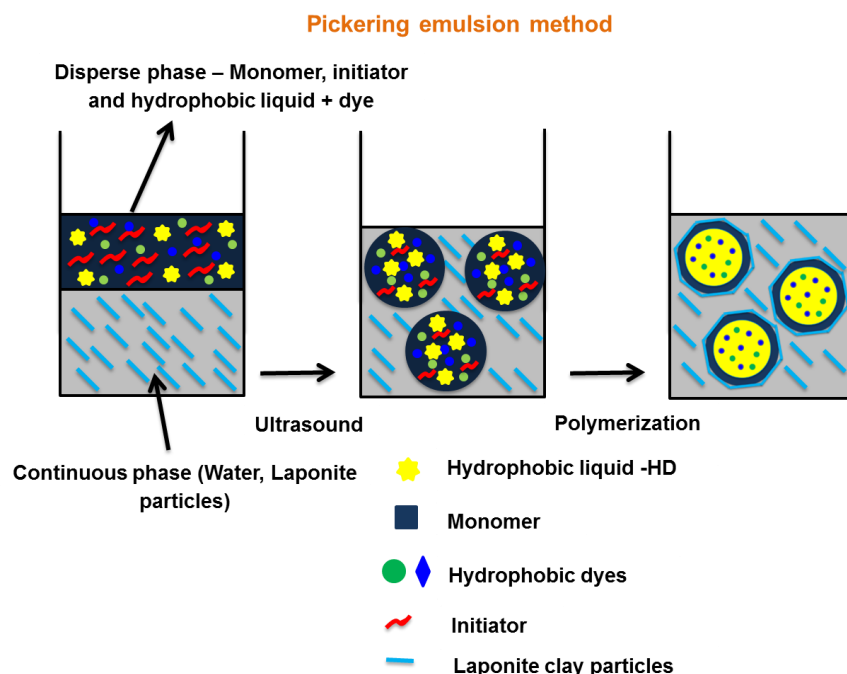 Pickering emulsion method
Disperse phase – Monomer, initiator
and hydrophobic liquid + dye
Ultrasound
Polymerization
Continuous phase (Water, Laponite
particles)
Hydrophobic liquid -HD
Monomer
Hydrophobic dyes
Initiator
Laponite clay particles